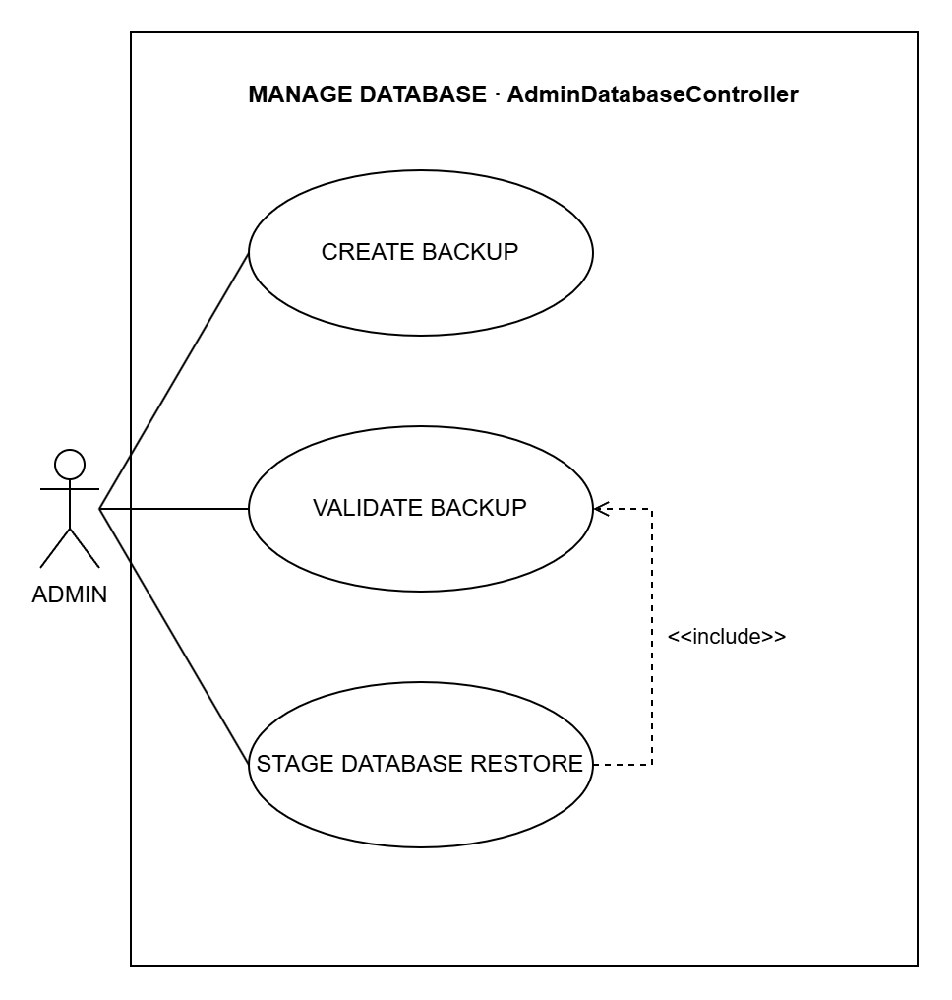 MANAGE DATABASE · AdminDatabaseController
CREATE BACKUP
VALIDATE BACKUP
ADMIN
<<include>>
STAGE DATABASE RESTORE